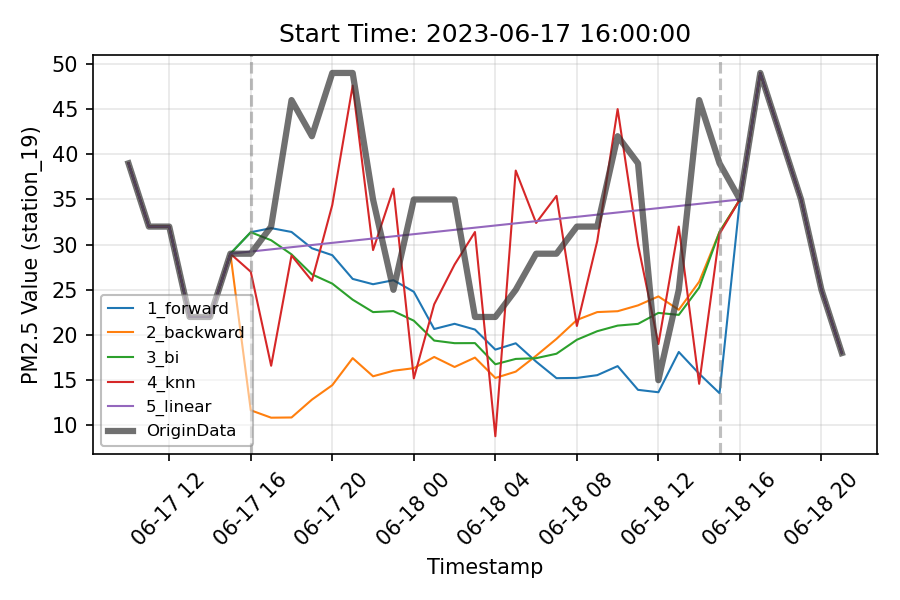 Start Time: 2023-06-17 16:00:00
PM2.5 Value (station_19)
50
45
40
35
30
25
20
15
10
1_forward
2_backward
3_bi
4_knn
5_linear
OriginData
06-17 12
06-17 16
06-17 20
06-18 00
06-18 04
06-18 08
06-18 12
06-18 16
06-18 20
Timestamp